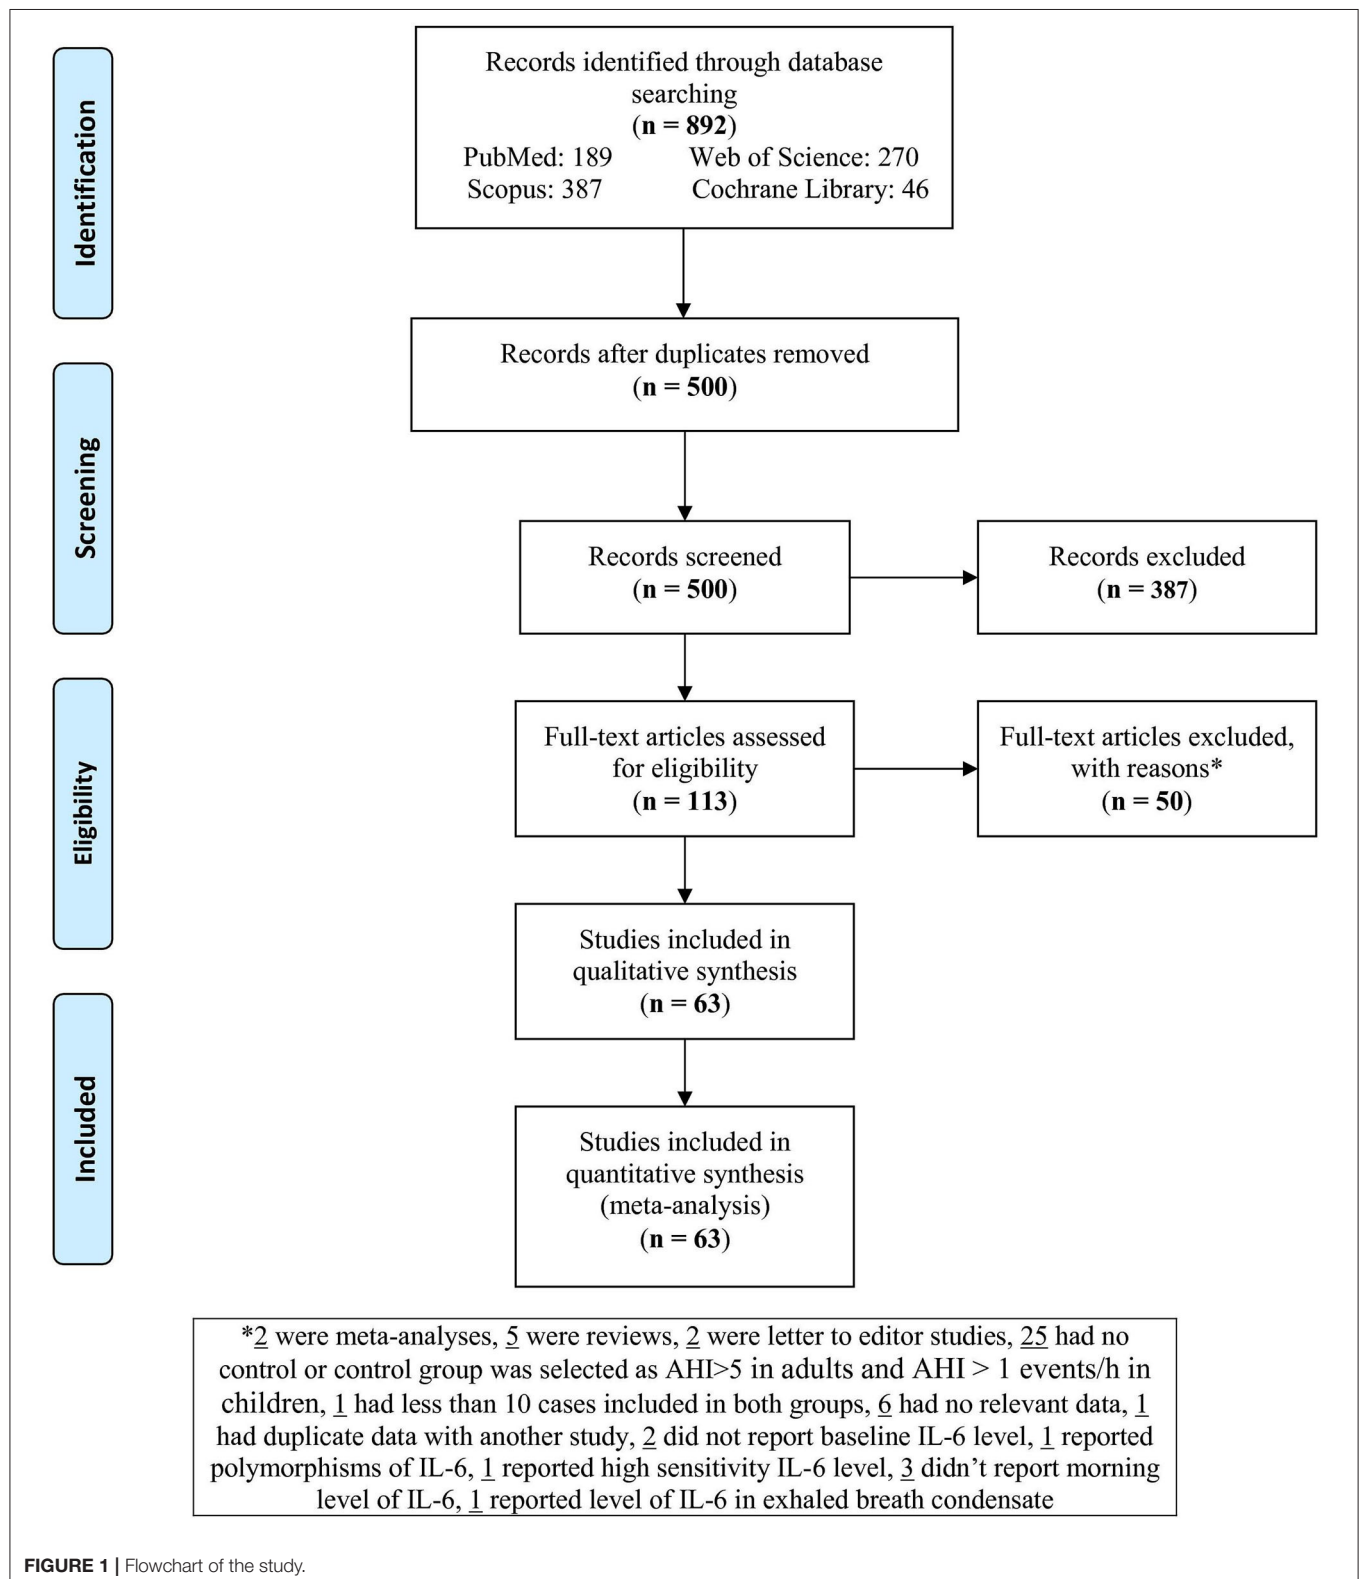 Identification
Records identified through database
searching
(n = 892)
PubMed: 189 Web of Science: 270
Scopus: 387 Cochrane Library: 46
Records after duplicates removed
(n = 500)
Screening
Records screened
(n = 500)
Records excluded
(n = 387)
Eligibility
Full-text articles assessed
for eligibility
(n = 113)
Full-text articles excluded,
with reasons*
(n = 50)
Studies included in
qualitative synthesis
(n = 63)
Included
Studies included in
quantitative synthesis
(meta-analysis)
(n = 63)
*2 were meta-analyses, 5 were reviews, 2 were letter to editor studies, 25 had no
control or control group was selected as AHI>5 in adults and AHI > 1 events/h in
children, 1 had less than 10 cases included in both groups, 6 had no relevant data, 1
had duplicate data with another study, 2 did not report baseline IL-6 level, 1 reported
polymorphisms of IL-6, 1 reported high sensitivity IL-6 level, 3 didn't report morning
level of IL-6, 1 reported level of IL-6 in exhaled breath condensate
FIGURE 1 | Flowchart of the study.